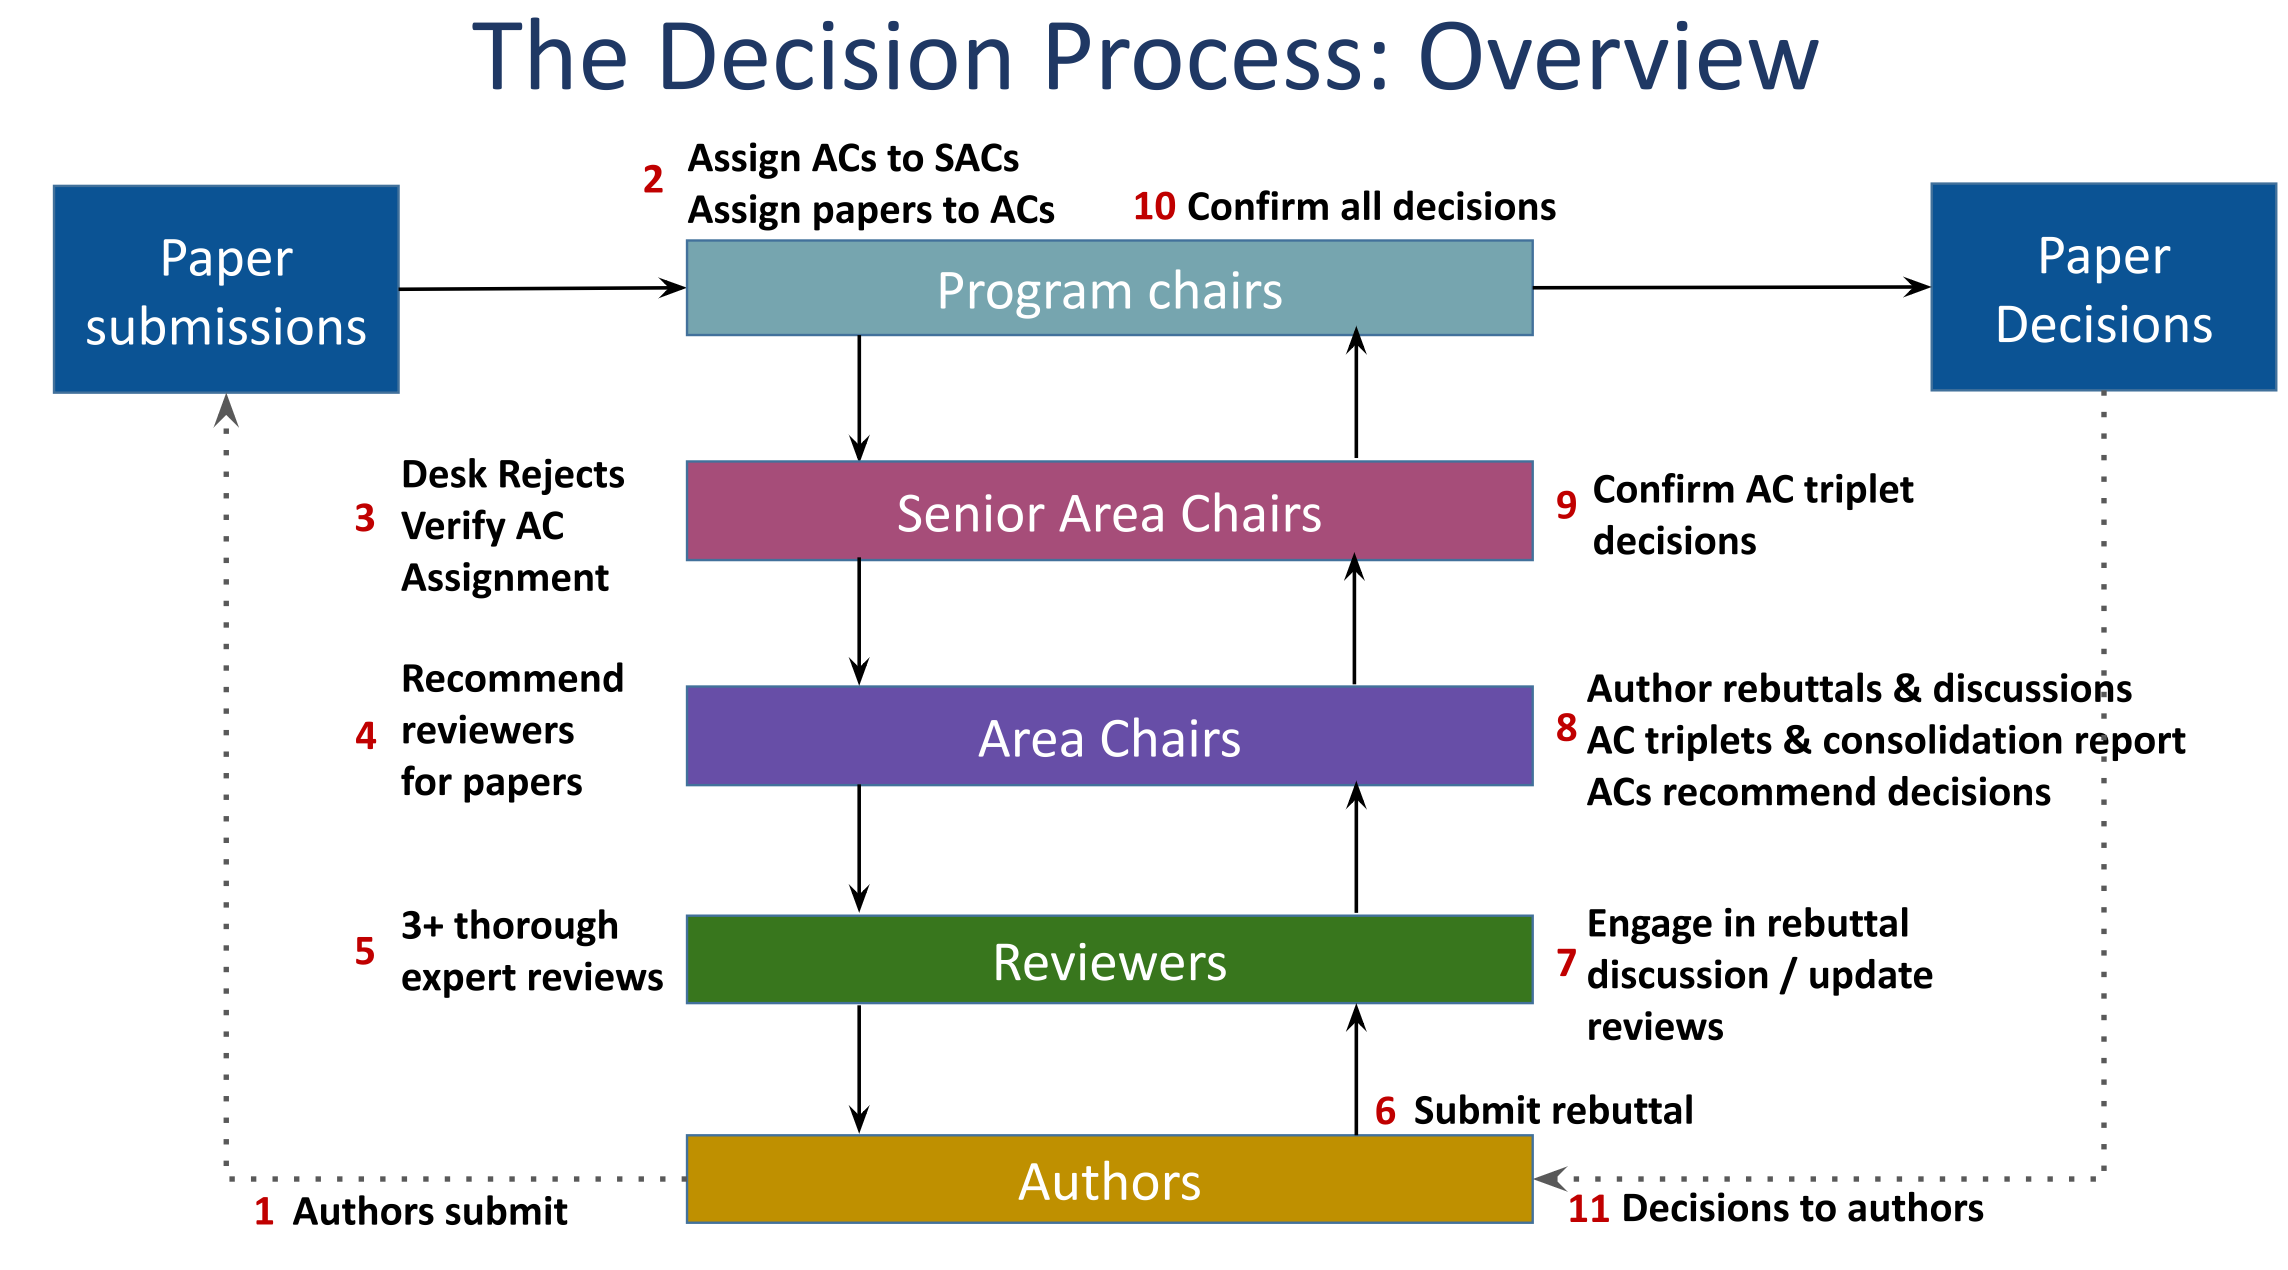 The Decision Process: Overview
2
Assign ACs to SACs
Assign papers to ACs
10 Confirm all decisions
Paper
submissions
Program chairs
Paper
Decisions
3
Desk Rejects
Verify AC
Assignment
Senior Area Chairs
9
Confirm AC triplet
decisions
4
Recommend
reviewers
for papers
Area Chairs
8
Author rebuttals & discussions
AC triplets & consolidation report
ACs recommend decisions
5
3+ thorough
expert reviews
Reviewers
7
Engage in rebuttal
discussion / update
reviews
6 Submit rebuttal
Authors
1 Authors submit
11 Decisions to authors